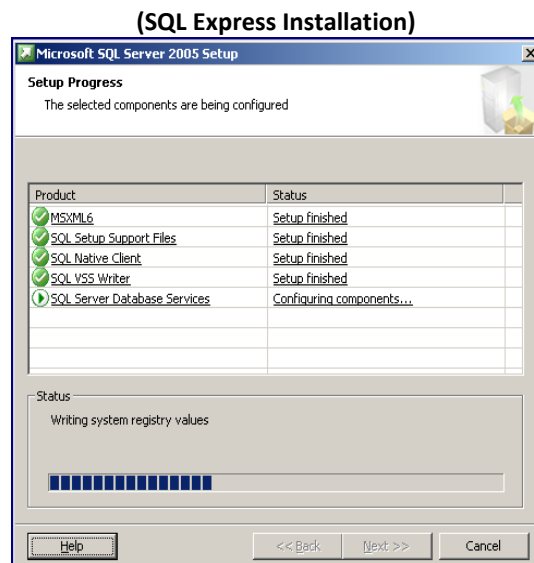 (SQL Express Installation)
Microsoft SQL Server 2005 Setup
Setup Progress
The selected components are being configured
Product Status
MSXML6 Setup finished
SQL Setup Support Files Setup finished
SQL Native Client Setup finished
SQL VSS Writer Setup finished
SQL Server Database Services Configuring components...
Status
Writing system registry values
Help << Back Next >> Cancel